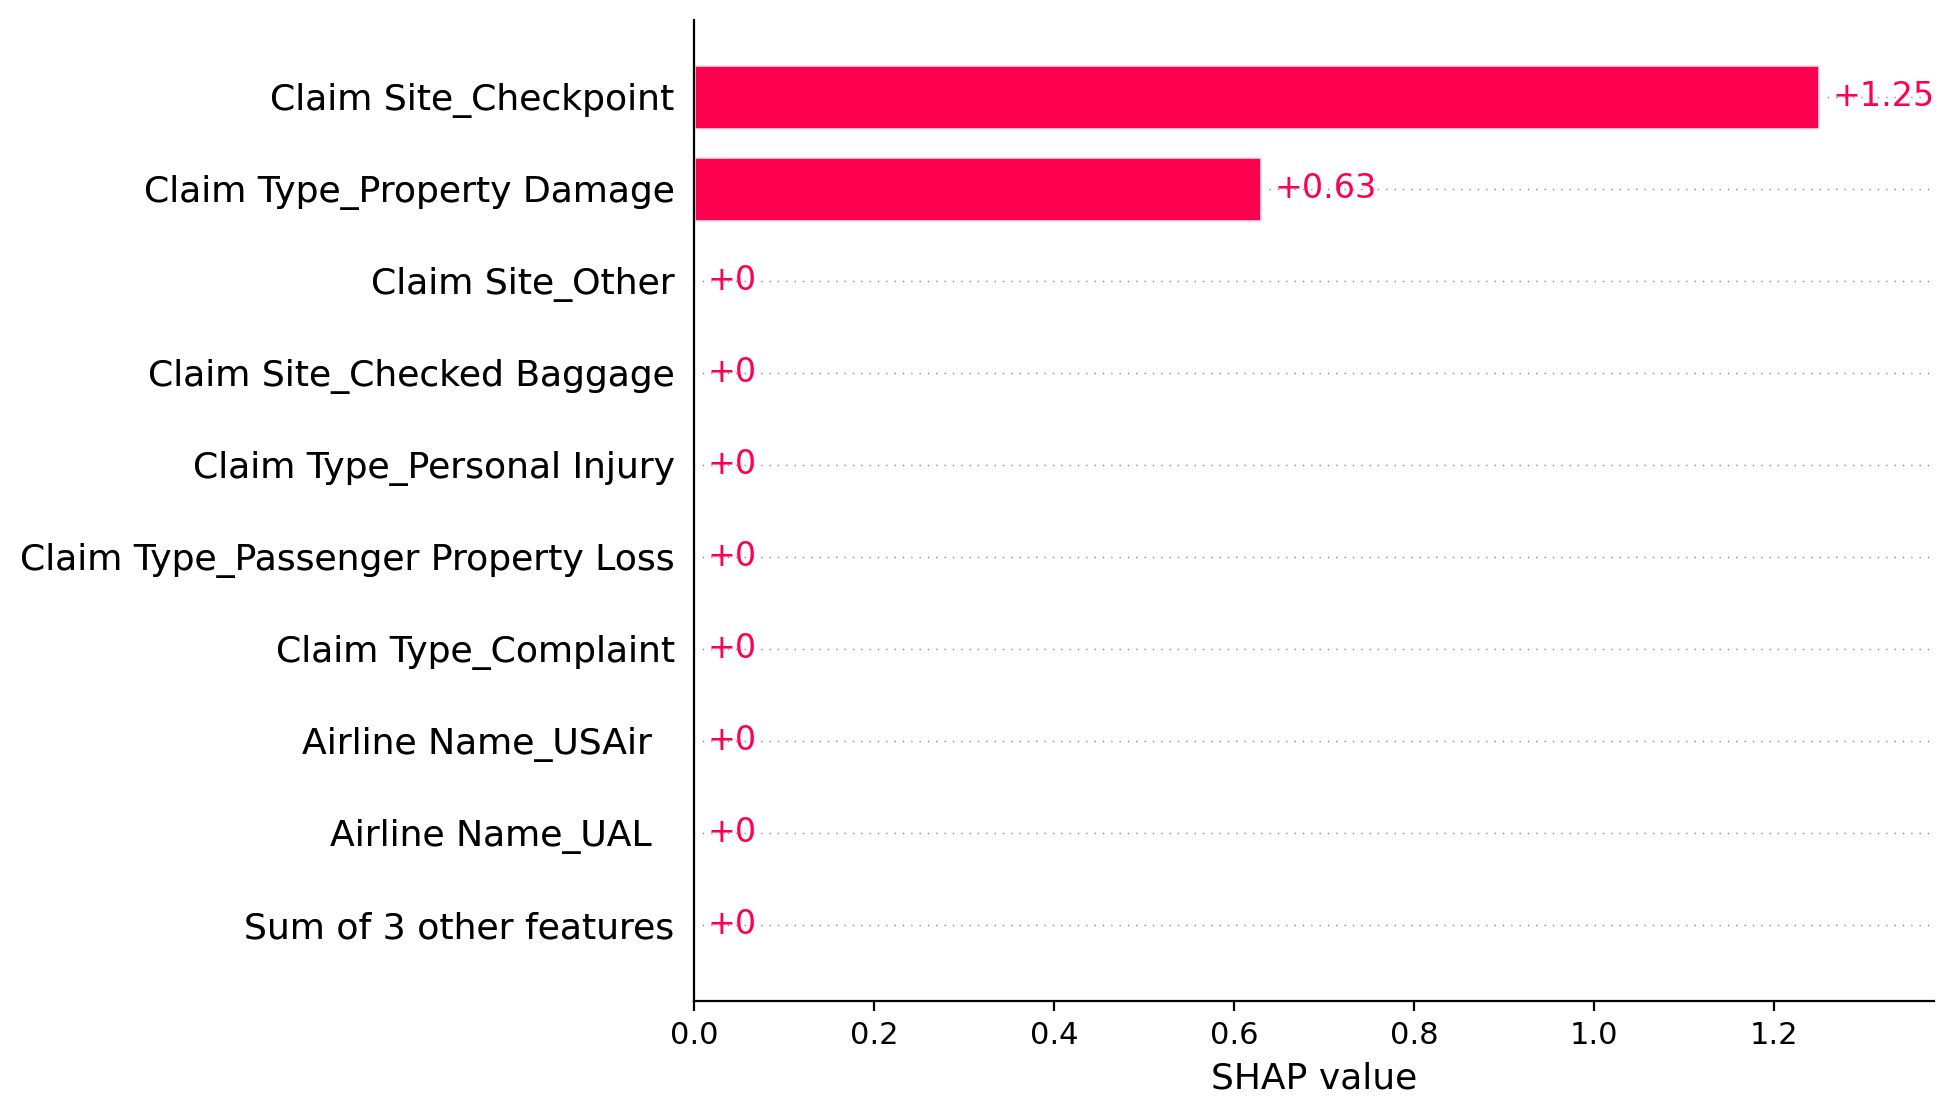 Claim Site_Checkpoint +1.25
Claim Type_Property Damage +0.63
Claim Site_Other +0
Claim Site_Checked Baggage +0
Claim Type_Personal Injury +0
Claim Type_Passenger Property Loss +0
Claim Type_Complaint +0
Airline Name_USAir +0
Airline Name_UAL +0
Sum of 3 other features +0
0.0 0.2 0.4 0.6 0.8 1.0 1.2
SHAP value